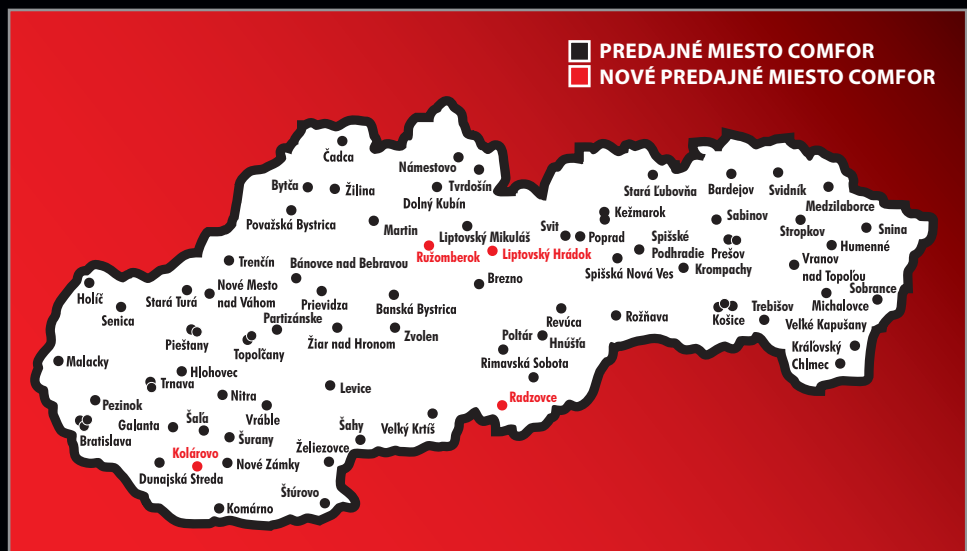 PREDAJNÉ MIESTO COMFOR
NOVÉ PREDAJNÉ MIESTO COMFOR
Čadca
Námestovo
Bytča
Žilina
Tvrdošín
Dolný Kubín
Stará Ľubovňa
Bardejov
Svidník
Medzilaborce
Považská Bystrica
Martin
Liptovský Mikuláš
Svit
Kežmarok
Sabinov
Stropkov
Snina
Ružomberok
Liptovský Hrádok
Poprad
Spišské
Podhradie
Prešov
Humenné
Trenčín
Bánovce nad Bebravou
Spišská Nová Ves
Krompachy
Vranov
nad Topoľou
Brezno
Holíč
Stará Turá
Nové Mesto
nad Váhom
Prievidza
Banská Bystrica
Sobrance
Senica
Partizánske
Revúca
Rožňava
Košice
Trebišov
Michalovce
Piešťany
Topoľčany
Žiar nad Hronom
Zvolen
Poltár
Hnúšťa
Veľké Kapušany
Malacky
Hlohovec
Rimavská Sobota
Kráľovský
Chlmec
Trnava
Levice
Pezinok
Nitra
Radzovce
Galanta
Šaľa
Vráble
Šahy
Veľký Krtíš
Bratislava
Šurany
Želiezovce
Kolárovo
Nové Zámky
Dunajská Streda
Štúrovo
Komárno